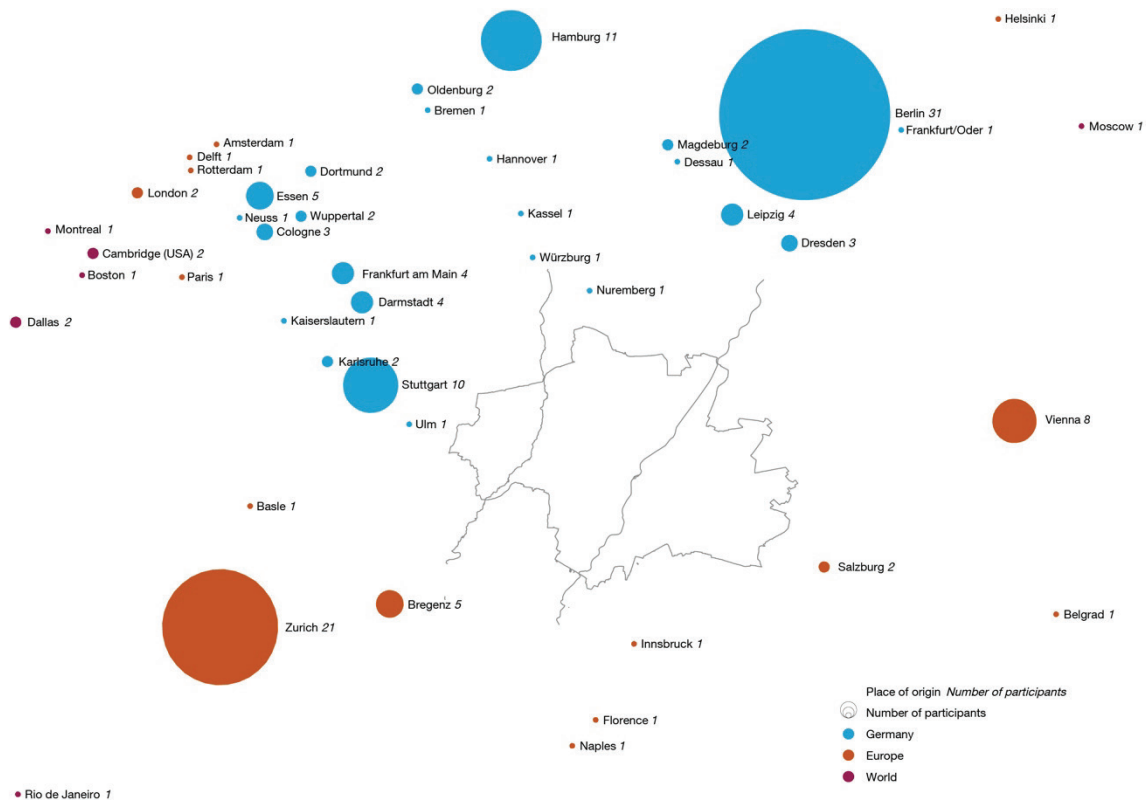 Helsinki 1
Hamburg 11
Oldenburg 2
Bremen 1
Berlin 31
Frankfurt/Oder 1
Moscow 1
Amsterdam 1
Delft 1
Rotterdam 1
London 2
Dortmund 2
Hannover 1
Magdeburg 2
Dessau 1
Essen 5
Neuss 1
Wuppertal 2
Cologne 3
Kassel 1
Leipzig 4
Dresden 3
Montreal 1
Cambridge (USA) 2
Boston 1
Paris 1
Würzburg 1
Frankfurt am Main 4
Nuremberg 1
Darmstadt 4
Dallas 2
Kaiserslautern 1
Karlsruhe 2
Stuttgart 10
Ulm 1
Vienna 8
Basle 1
Salzburg 2
Bregenz 5
Zurich 21
Belgrad 1
Innsbruck 1
Florence 1
Naples 1
Rio de Janeiro 1
Place of origin Number of participants
Number of participants
Germany
Europe
World